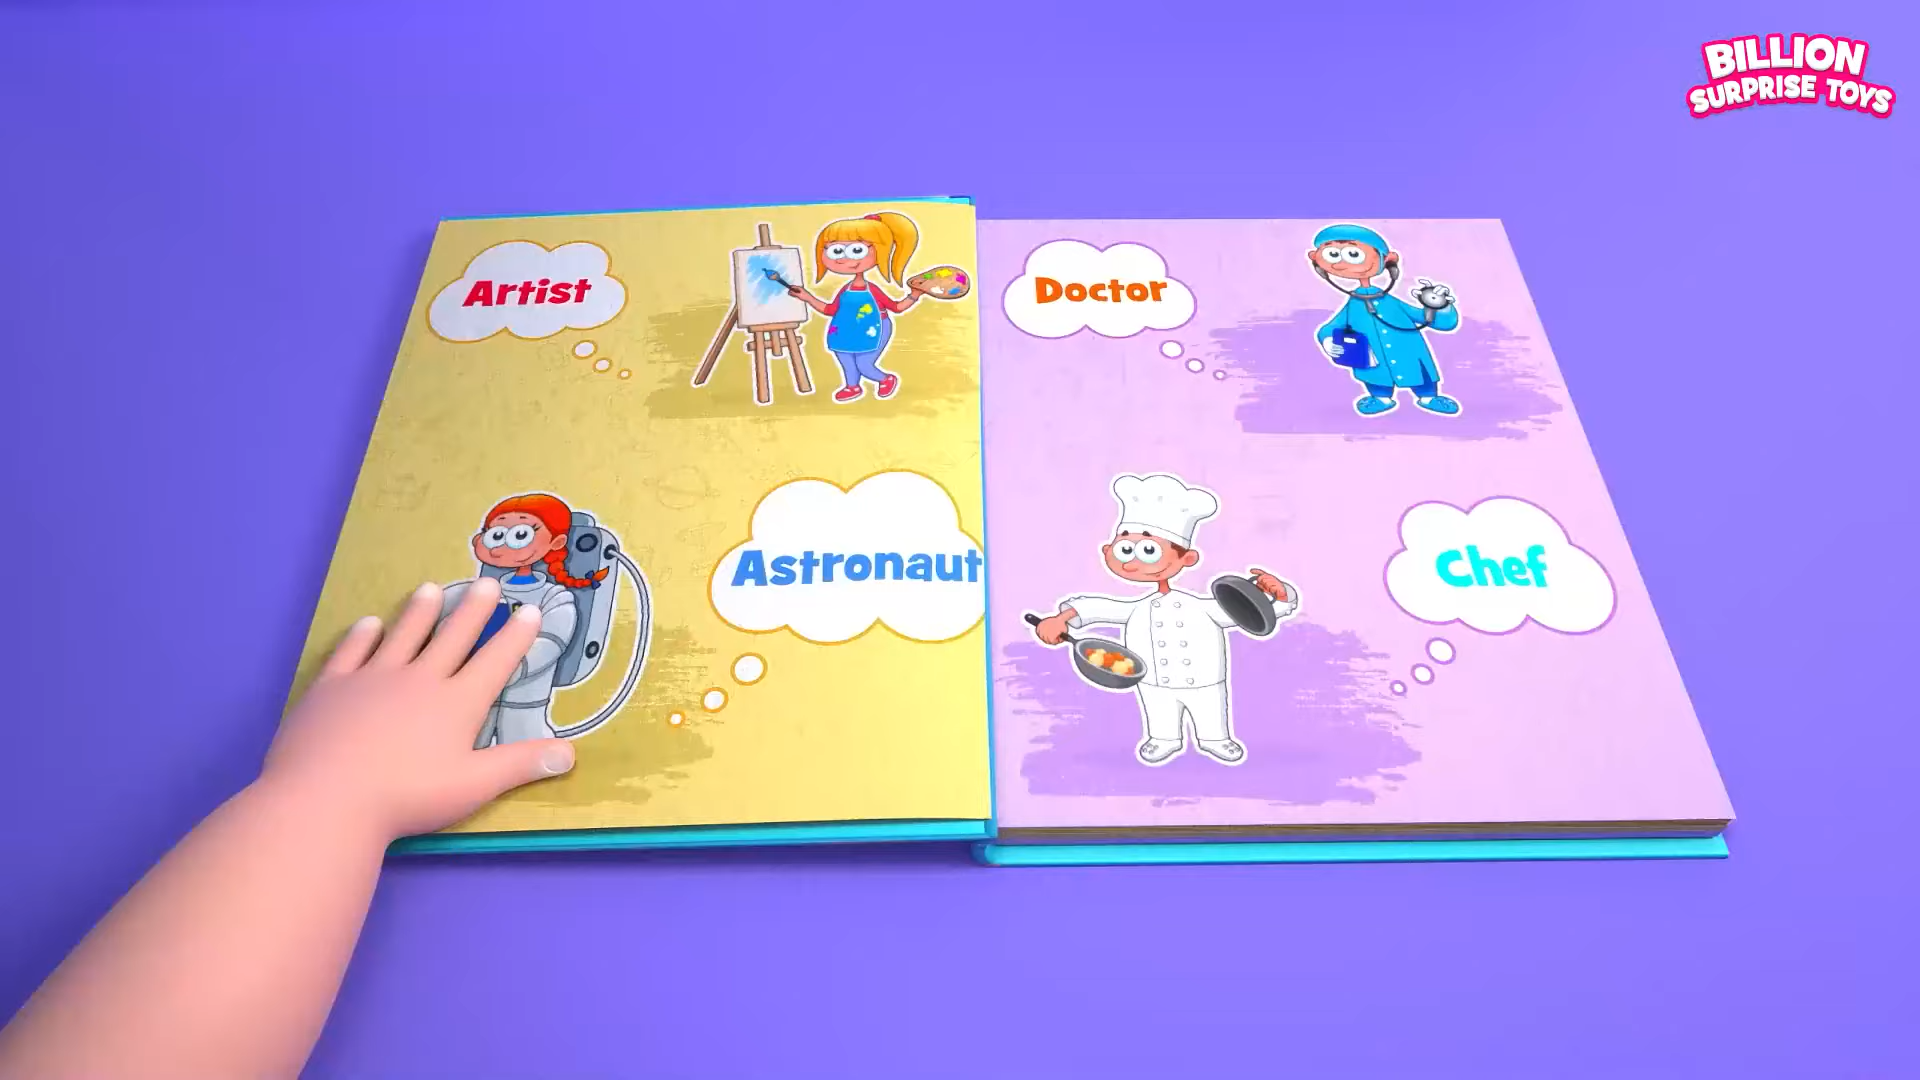 BILLION
SURPRISE TOYS
Artist
Doctor
Astronaut
Chef